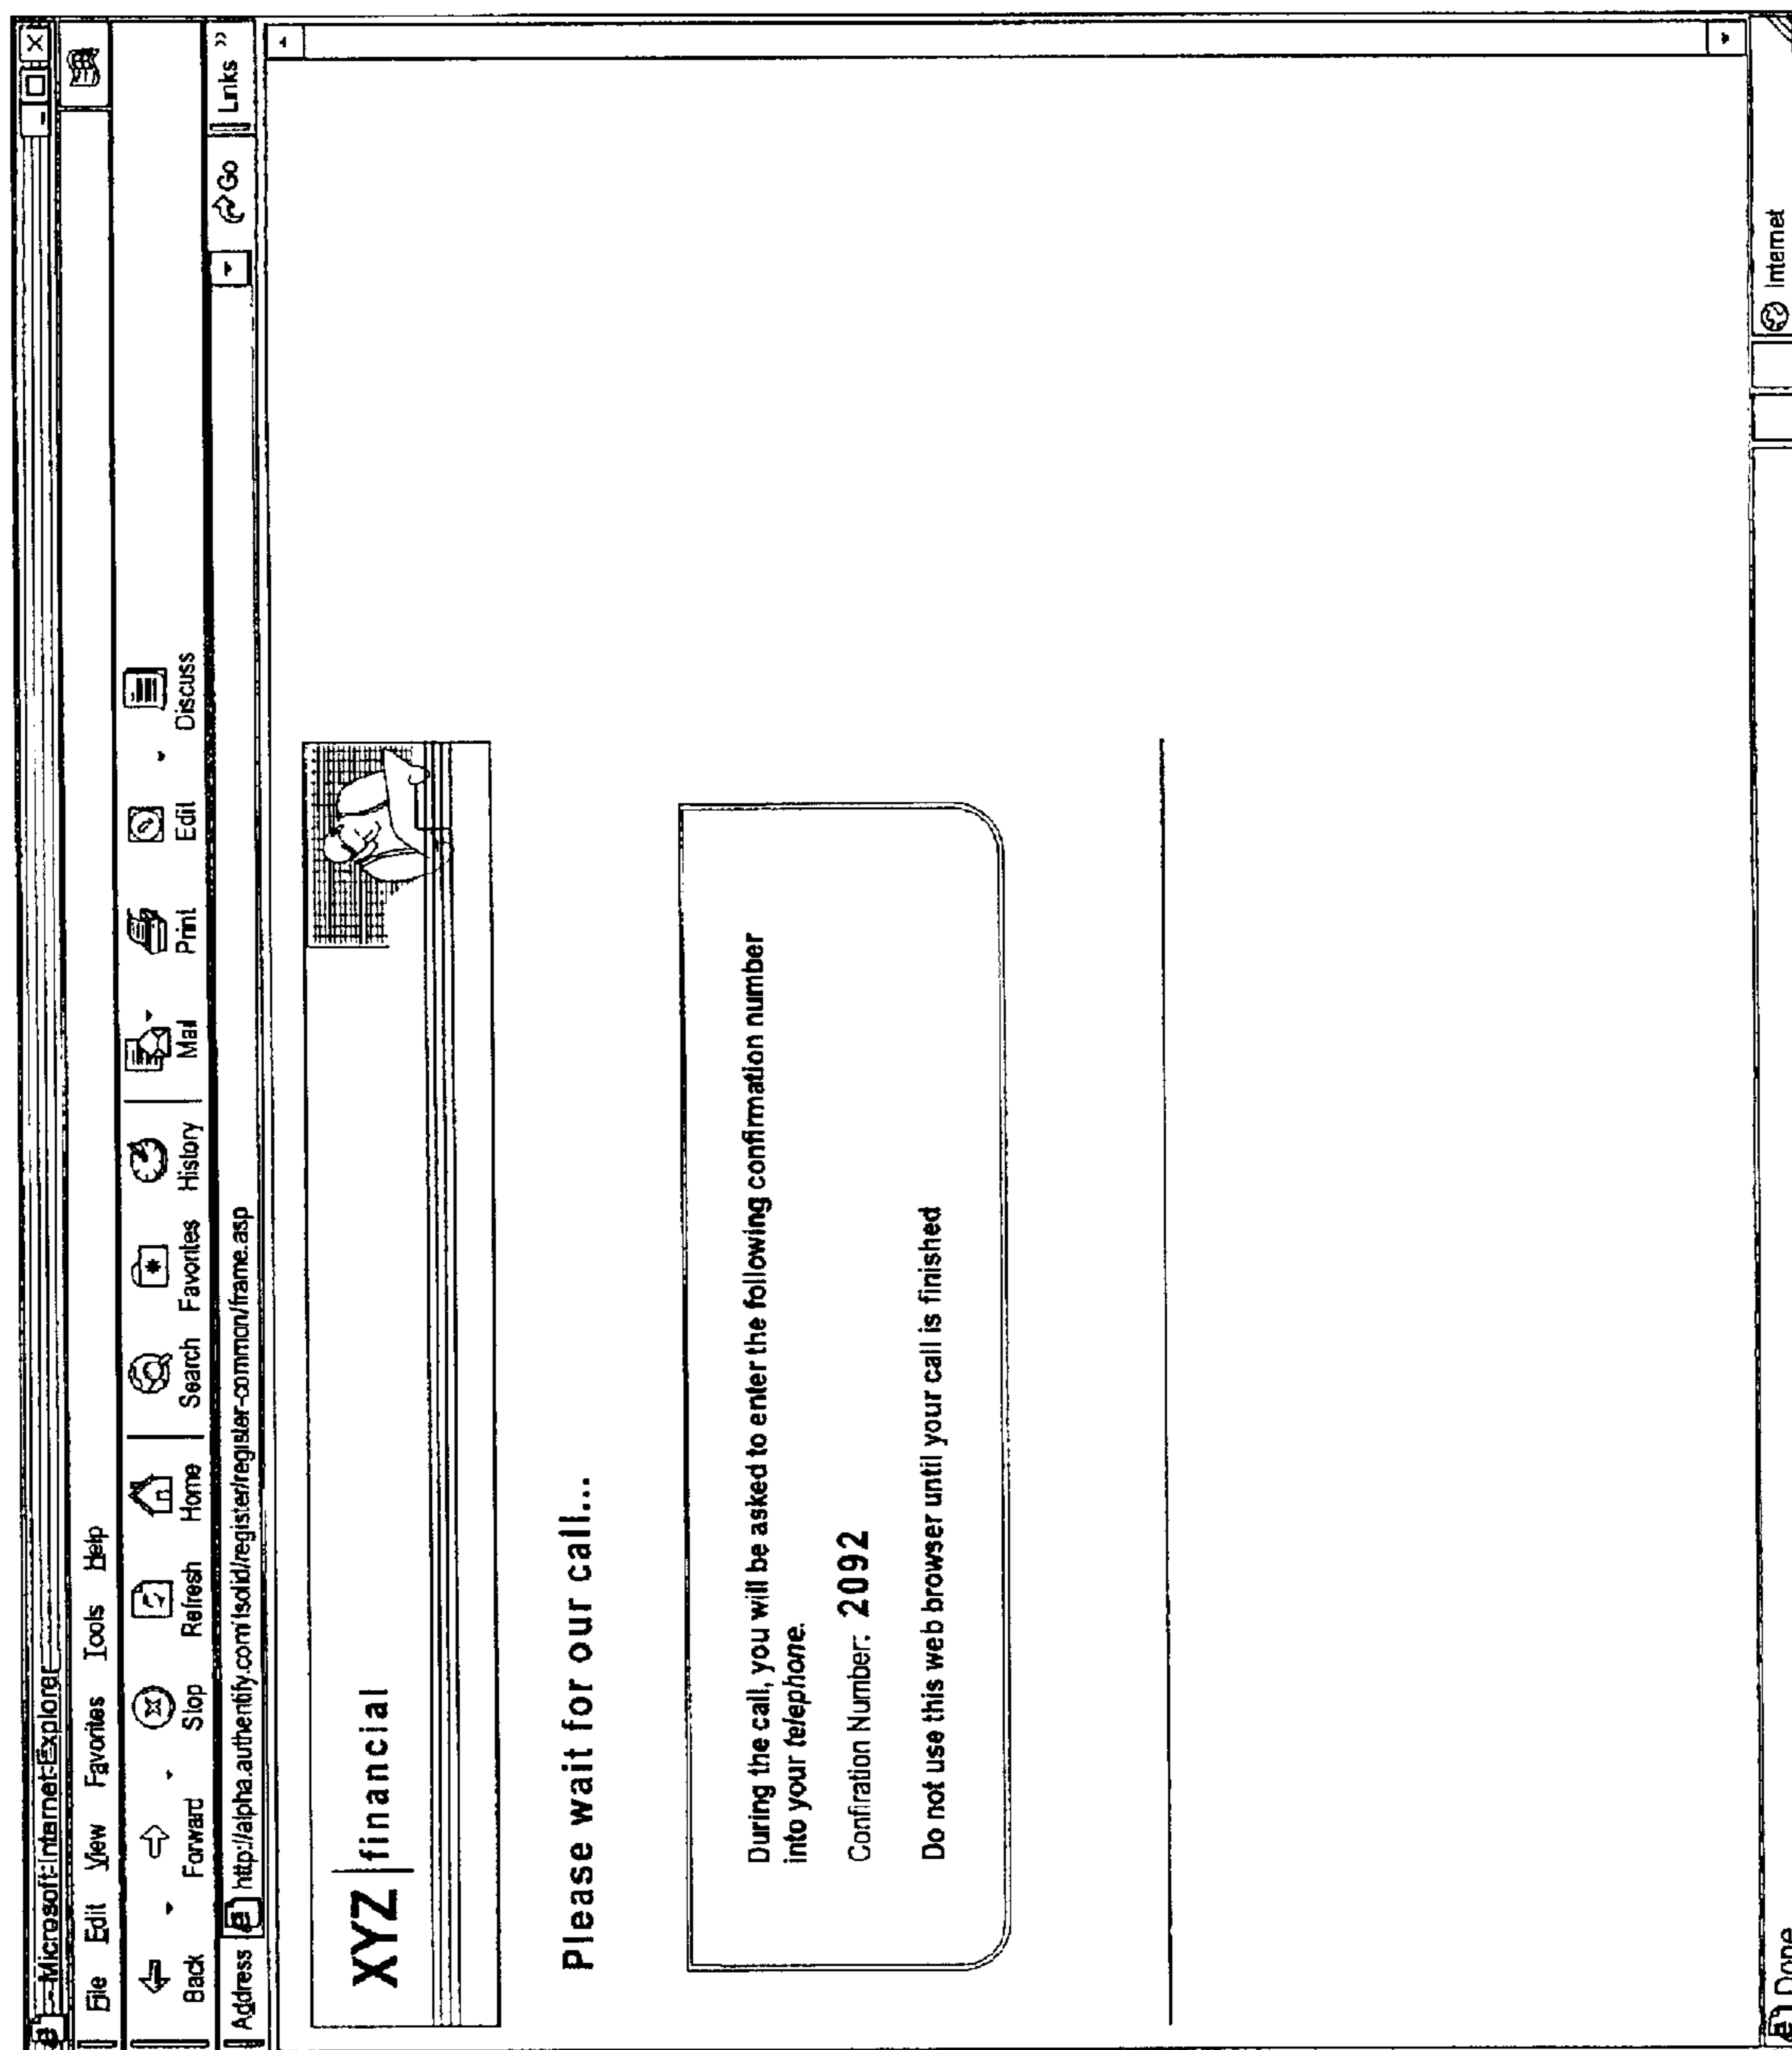 Microsoft Internet Explorer
File Edit View Favorites Tools Help
Back Forward Stop Refresh Home Search Favorites History Mail Print Edit Discuss
Address http://alpha.authentify.com/isolid/register/register-common/frame.asp Go Links »
XYZ financial
Please wait for our call...
During the call, you will be asked to enter the following confirmation number
into your telephone.
Confiration Number: 2092
Do not use this web browser until your call is finished
Done Internet